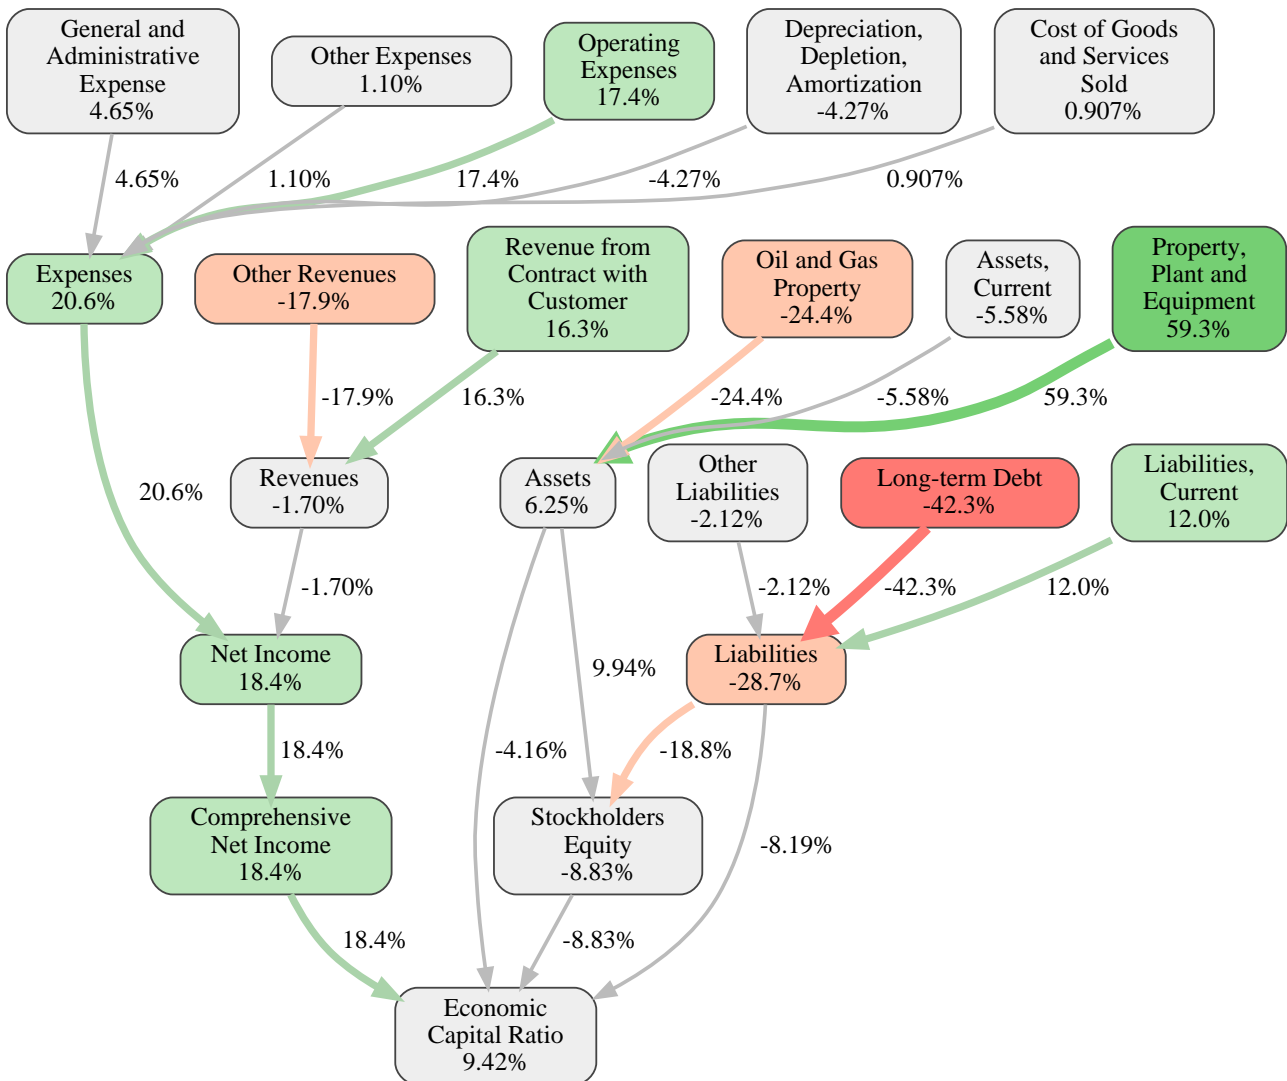 General and
Administrative
Expense
4.65%
Other Expenses
1.10%
Operating
Expenses
17.4%
Depreciation,
Depletion,
Amortization
-4.27%
Cost of Goods
and Services
Sold
0.907%
4.65%
1.10%
17.4%
-4.27%
0.907%
Expenses
20.6%
Other Revenues
-17.9%
Revenue from
Contract with
Customer
16.3%
Oil and Gas
Property
-24.4%
Assets,
Current
-5.58%
Property,
Plant and
Equipment
59.3%
-17.9%
16.3%
-24.4%
-5.58%
59.3%
20.6%
Revenues
-1.70%
Assets
6.25%
Other
Liabilities
-2.12%
Long-term Debt
-42.3%
Liabilities,
Current
12.0%
-1.70%
-2.12%
-42.3%
12.0%
Net Income
18.4%
9.94%
Liabilities
-28.7%
18.4%
-4.16%
-18.8%
Comprehensive
Net Income
18.4%
Stockholders
Equity
-8.83%
-8.19%
18.4%
-8.83%
Economic
Capital Ratio
9.42%